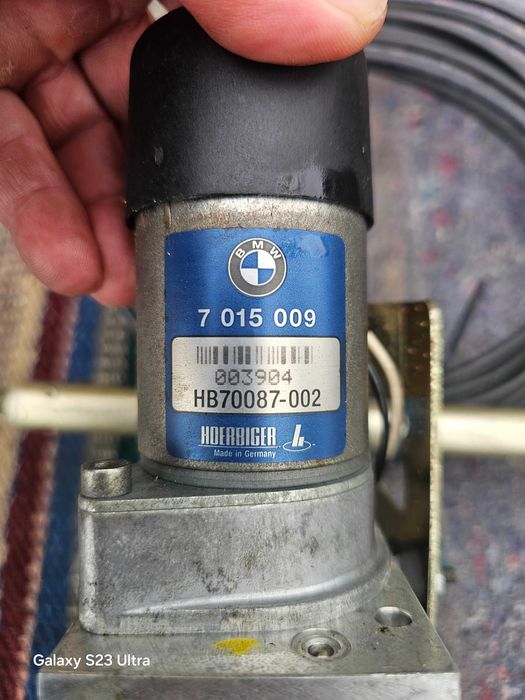 BMW
7 015 009
003904
HB70087-002
HOERBIGER
Made in Germany
Galaxy S23 Ultra